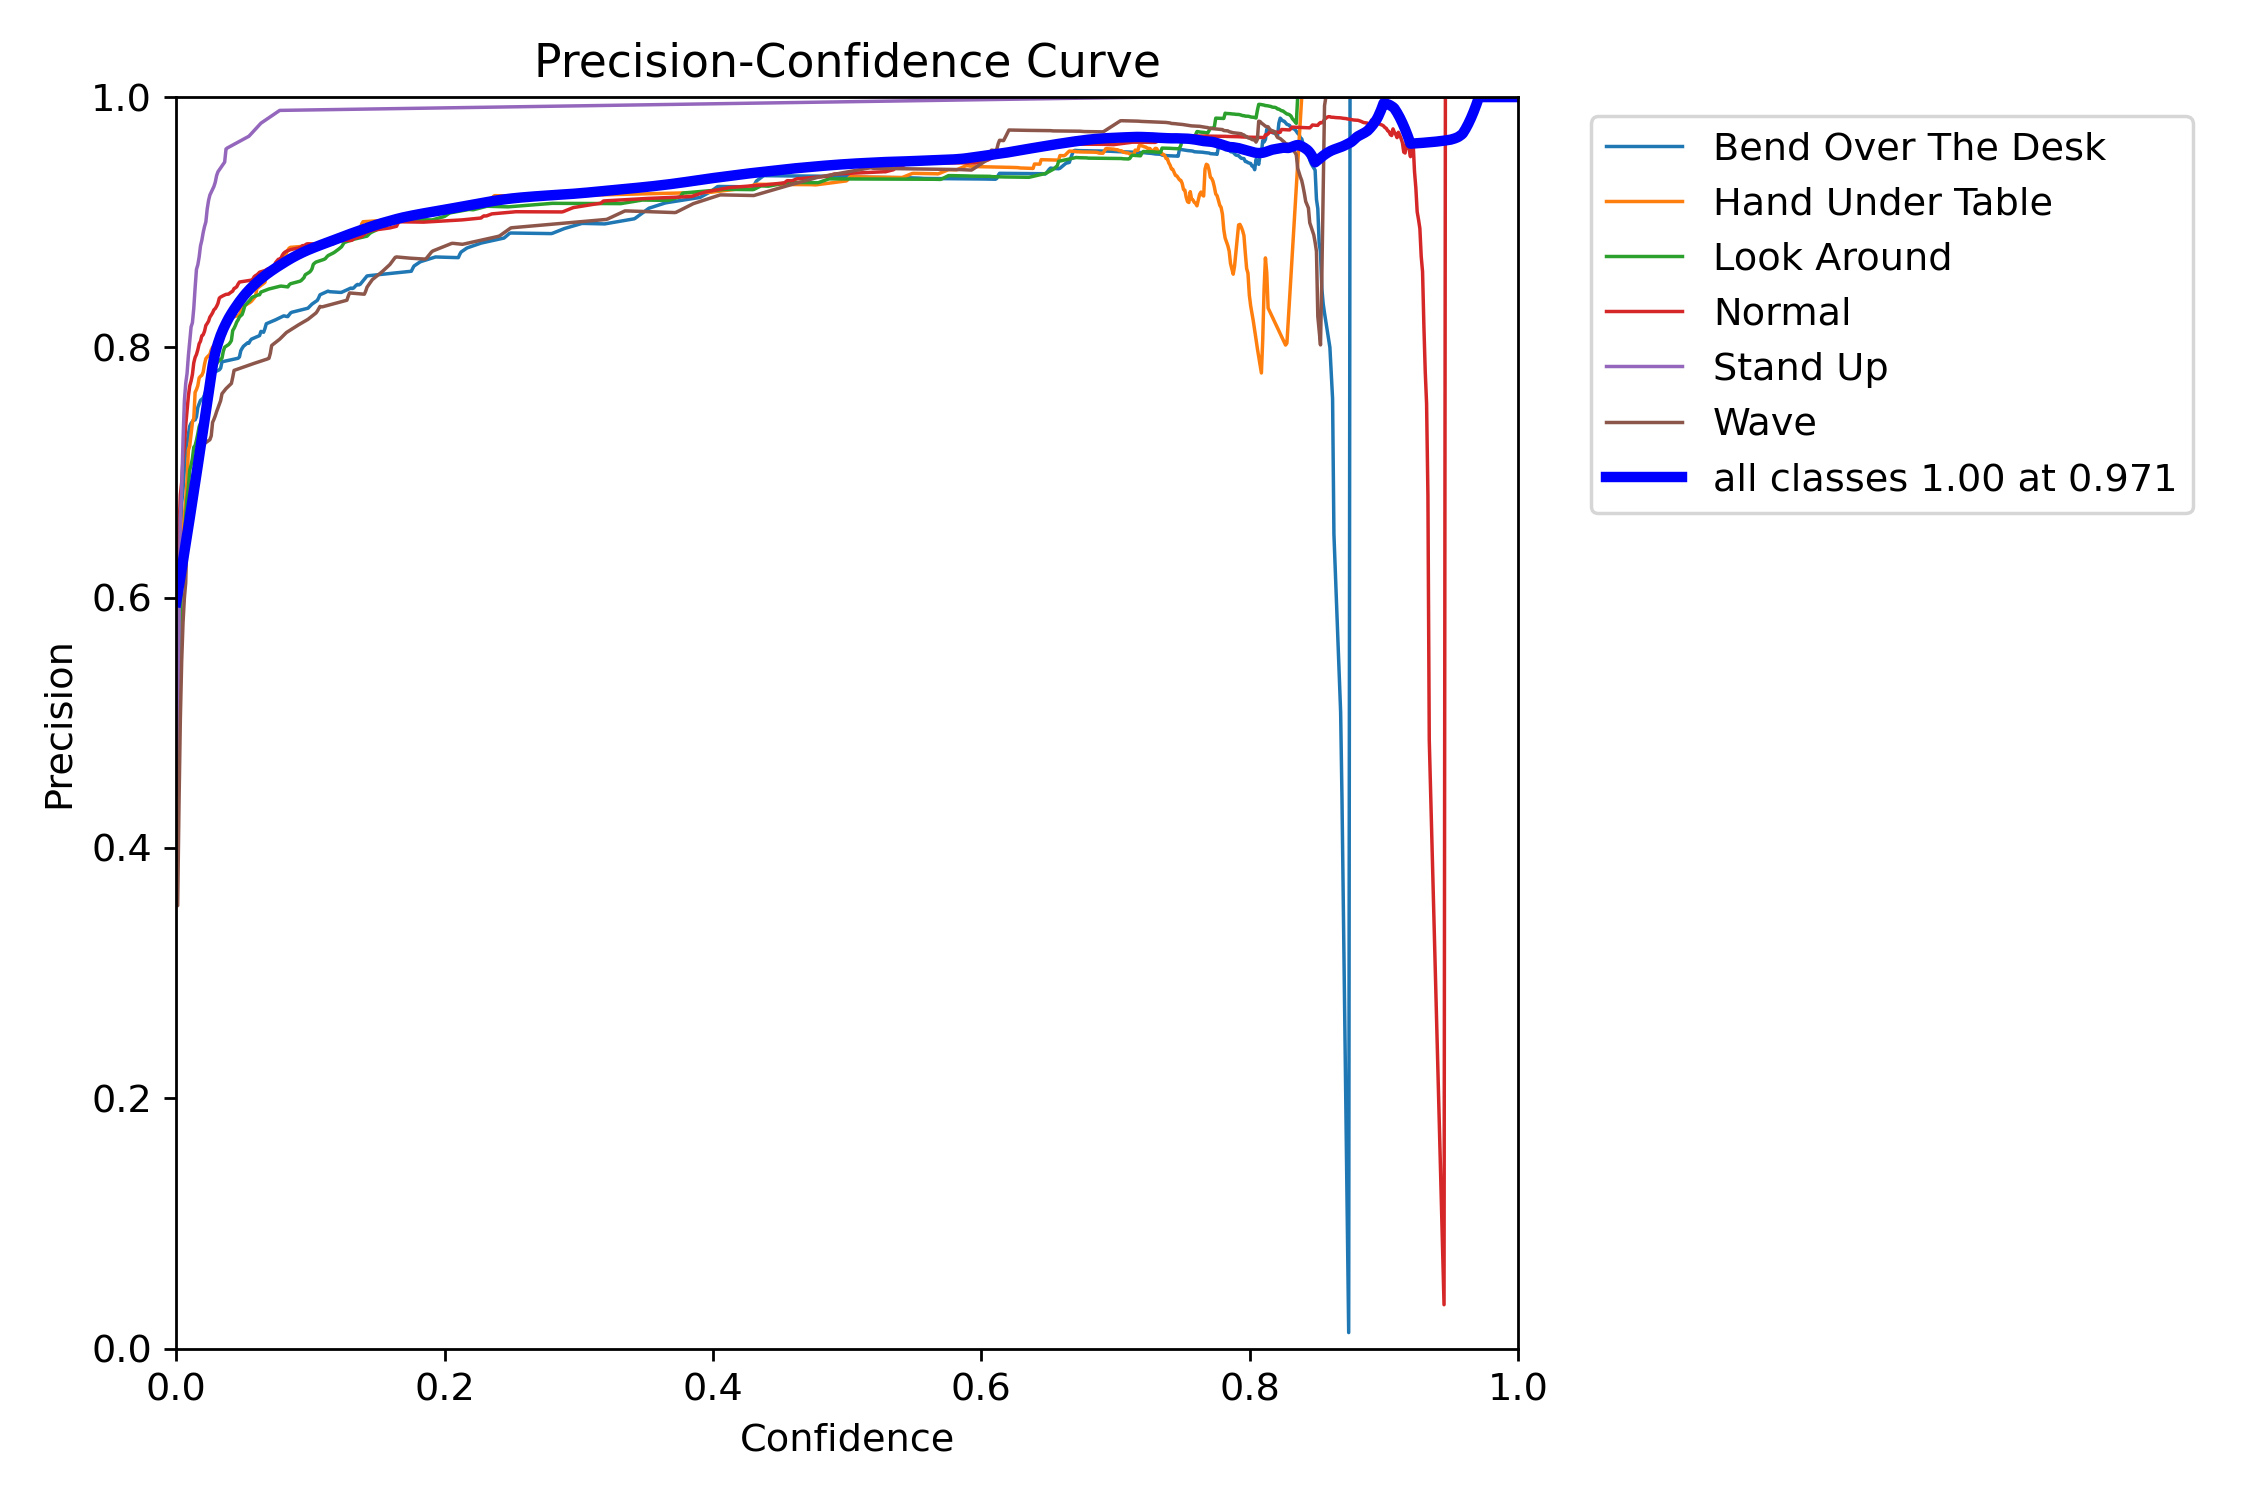 Precision-Confidence Curve
1.0
0.8
0.6
0.4
0.2
0.0
Precision
0.0 0.2 0.4 0.6 0.8 1.0
Confidence
Bend Over The Desk
Hand Under Table
Look Around
Normal
Stand Up
Wave
all classes 1.00 at 0.971